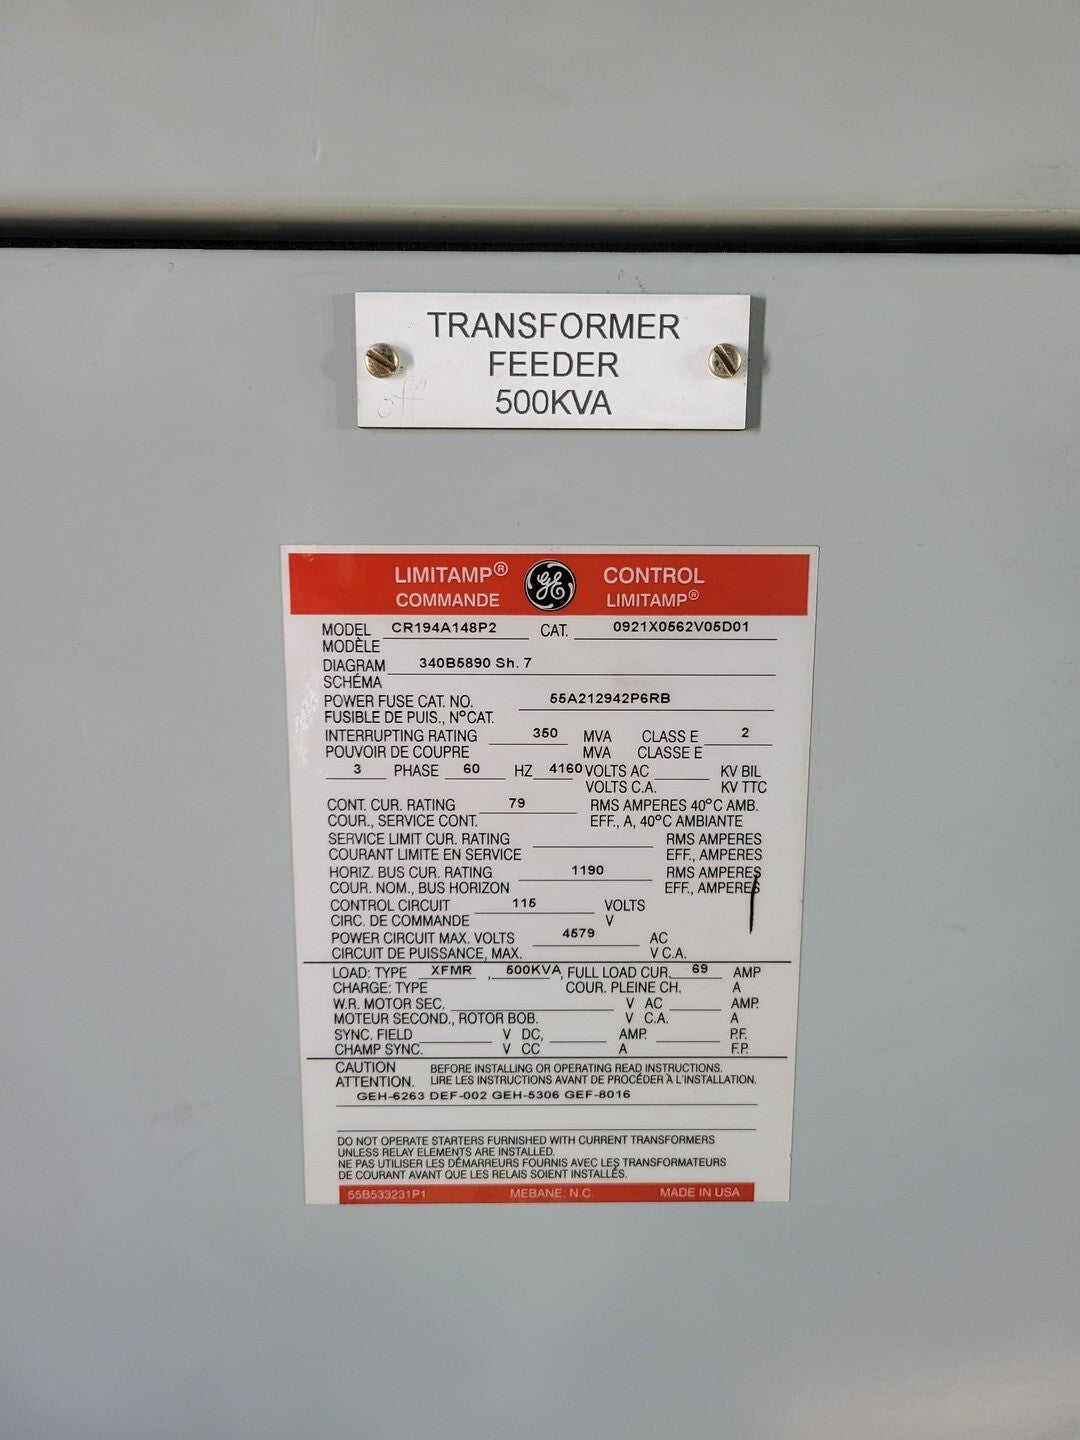 TRANSFORMER
FEEDER
500KVA
off
LIMITAMP® GE CONTROL
COMMANDE LIMITAMP®
MODEL CR194A148P2 CAT. 0921X0562V05D01
MODÈLE
DIAGRAM 340B5890 Sh. 7
SCHÉMA
POWER FUSE CAT. NO. 55A212942P6RB
FUSIBLE DE PUIS., NºCAT.
INTERRUPTING RATING 350 MVA CLASS E 2
POUVOIR DE COUPRE MVA CLASSE E
3 PHASE 60 HZ 4160 VOLTS AC KV BIL
VOLTS C.A. KV TTC
CONT. CUR. RATING 79 RMS AMPERES 40°C AMB.
COUR., SERVICE CONT. EFF., A, 40°C AMBIANTE
SERVICE LIMIT CUR. RATING RMS AMPERES
COURANT LIMITE EN SERVICE EFF., AMPERES
HORIZ. BUS CUR. RATING 1190 RMS AMPERES
COUR. NOM., BUS HORIZON EFF., AMPERES
CONTROL CIRCUIT 115 VOLTS
CIRC. DE COMMANDE V
POWER CIRCUIT MAX. VOLTS 4579 AC
CIRCUIT DE PUISSANCE, MAX. V C.A.
LOAD: TYPE XFMR , 500KVA, FULL LOAD CUR. 69 AMP
CHARGE: TYPE COUR. PLEINE CH. A
W.R. MOTOR SEC. V AC AMP.
MOTEUR SECOND., ROTOR BOB. V C.A. A
SYNC. FIELD V DC, AMP. P.F.
CHAMP SYNC. V CC A F.P.
CAUTION BEFORE INSTALLING OR OPERATING READ INSTRUCTIONS.
ATTENTION. LIRE LES INSTRUCTIONS AVANT DE PROCÉDER À L'INSTALLATION.
GEH-6263 DEF-002 GEH-5306 GEF-8016
DO NOT OPERATE STARTERS FURNISHED WITH CURRENT TRANSFORMERS
UNLESS RELAY ELEMENTS ARE INSTALLED.
NE PAS UTILISER LES DÉMARREURS FOURNIS AVEC LES TRANSFORMATEURS
DE COURANT AVANT QUE LES RELAIS SOIENT INSTALLÉS.
55B533231P1 MEBANE, N.C. MADE IN USA